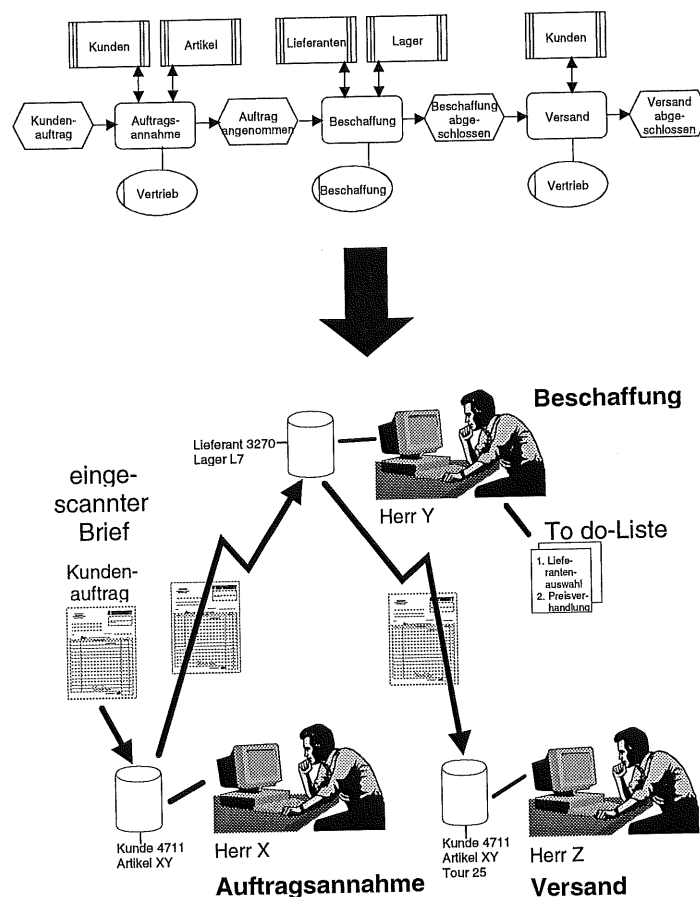 Kunden
Artikel
Lieferanten
Lager
Kunden
Kunden-
auftrag
Auftrags-
annahme
Auftrag
angenommen
Beschaffung
Beschaffung
abge-
schlossen
Versand
Versand
abge-
schlossen
Vertrieb
Beschaffung
Vertrieb
Beschaffung
Lieferant 3270
Lager L7
Herr Y
einge-
scannter
Brief
To do-Liste
1. Liefe-
ranten-
auswahl
2. Preisver-
handlung
Kunden-
auftrag
Kunde 4711
Artikel XY
Herr X
Auftragsannahme
Kunde 4711
Artikel XY
Tour 25
Herr Z
Versand